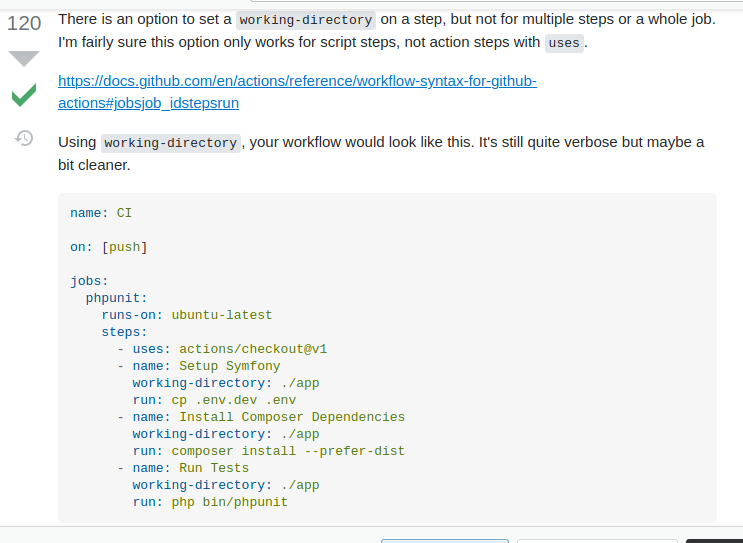 120
There is an option to set a working-directory on a step, but not for multiple steps or a whole job.
I'm fairly sure this option only works for script steps, not action steps with uses.
https://docs.github.com/en/actions/reference/workflow-syntax-for-github-
actions#jobsjob_idstepsrun
Using working-directory, your workflow would look like this. It's still quite verbose but maybe a
bit cleaner.
name: CI
on: [push]
jobs:
  phpunit:
    runs-on: ubuntu-latest
    steps:
      - uses: actions/checkout@v1
      - name: Setup Symfony
        working-directory: ./app
        run: cp .env.dev .env
      - name: Install Composer Dependencies
        working-directory: ./app
        run: composer install --prefer-dist
      - name: Run Tests
        working-directory: ./app
        run: php bin/phpunit